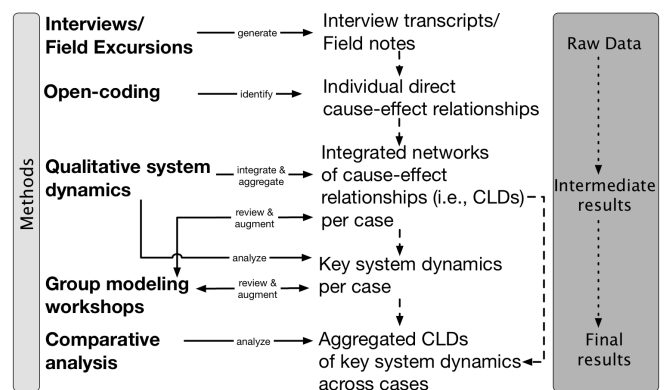 Methods
Interviews/
Field Excursions
generate
Interview transcripts/
Field notes
Raw Data
Open-coding
identify
Individual direct
cause-effect relationships
Qualitative system
dynamics
integrate &
aggregate
Integrated networks
of cause-effect
relationships (i.e., CLDs)
per case
Intermediate
results
review &
augment
analyze
Key system dynamics
per case
Group modeling
workshops
review &
augment
Comparative
analysis
analyze
Aggregated CLDs
of key system dynamics
across cases
Final
results